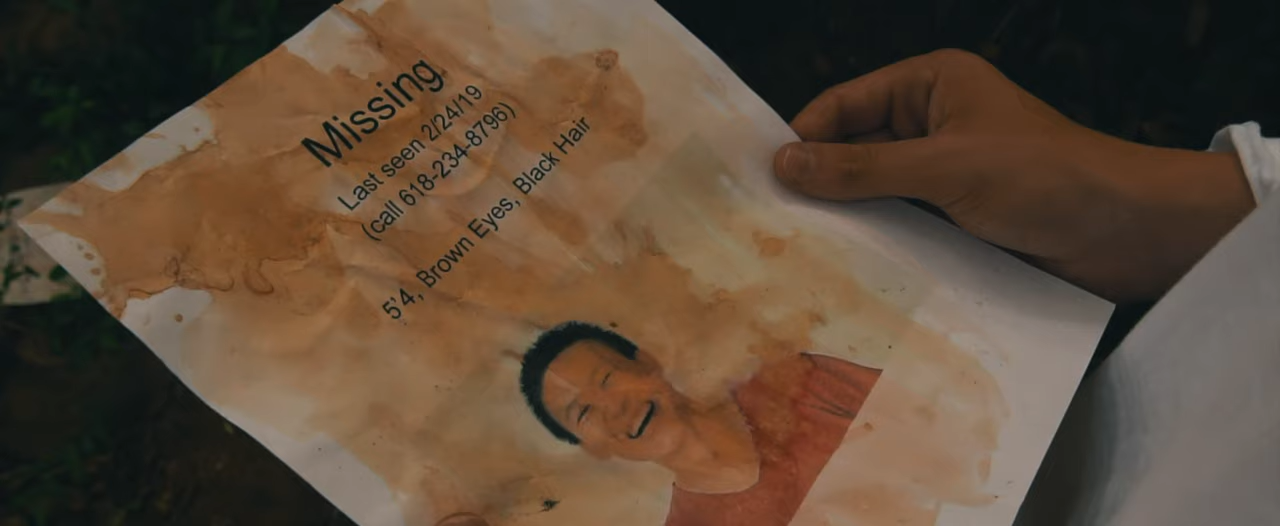 Missing
Last seen 2/24/19
(call 618-234-8796)
5'4, Brown Eyes, Black Hair